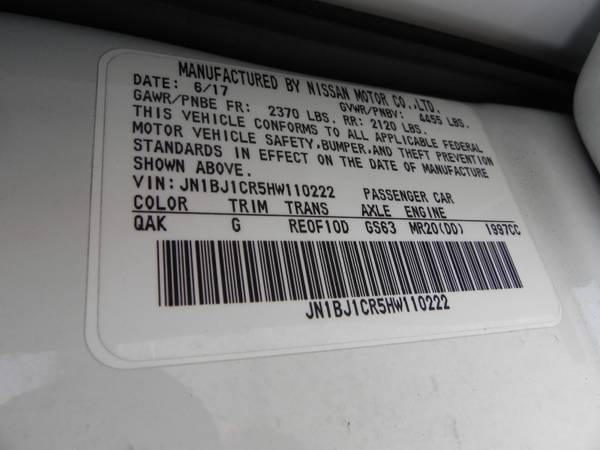 MANUFACTURED BY NISSAN MOTOR CO.,LTD.
DATE: 6/17 GVWR/PNBV: 4455 LBS.
GAWR/PNBE FR: 2370 LBS. RR: 2120 LBS.
THIS VEHICLE CONFORMS TO ALL APPLICABLE FEDERAL
MOTOR VEHICLE SAFETY,BUMPER,AND THEFT PREVENTION
STANDARDS IN EFFECT ON THE DATE OF MANUFACTURE
SHOWN ABOVE.
VIN: JN1BJ1CR5HW110222 PASSENGER CAR
COLOR TRIM TRANS AXLE ENGINE
QAK G RE0F10D GS63 MR20(DD) 1997CC
JN1BJ1CR5HW110222